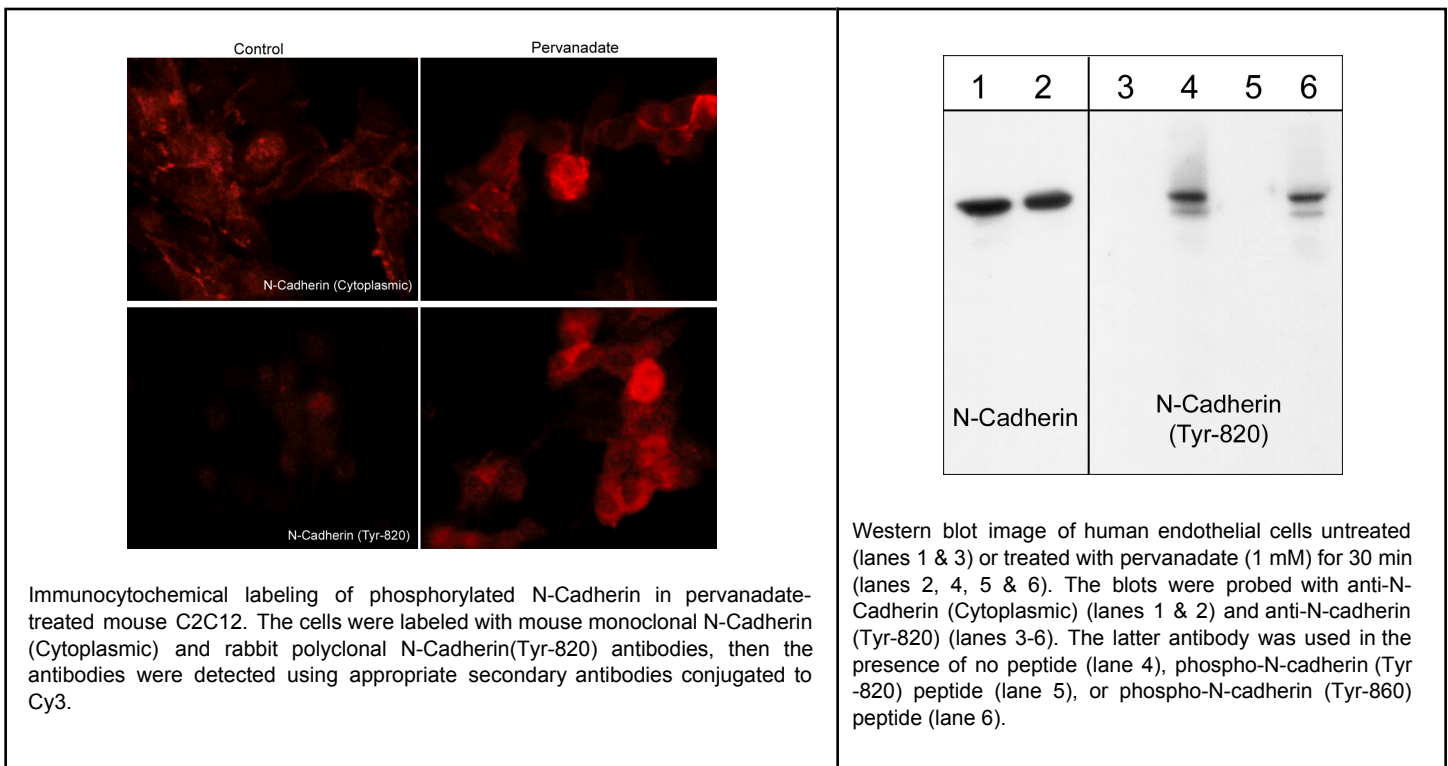 Control
Pervanadate
N-Cadherin (Cytoplasmic)
N-Cadherin (Tyr-820)
Immunocytochemical labeling of phosphorylated N-Cadherin in pervanadate-
treated mouse C2C12. The cells were labeled with mouse monoclonal N-Cadherin
(Cytoplasmic) and rabbit polyclonal N-Cadherin(Tyr-820) antibodies, then the
antibodies were detected using appropriate secondary antibodies conjugated to
Cy3.
1 2 3 4 5 6
N-Cadherin
N-Cadherin
(Tyr-820)
Western blot image of human endothelial cells untreated
(lanes 1 & 3) or treated with pervanadate (1 mM) for 30 min
(lanes 2, 4, 5 & 6). The blots were probed with anti-N-
Cadherin (Cytoplasmic) (lanes 1 & 2) and anti-N-cadherin
(Tyr-820) (lanes 3-6). The latter antibody was used in the
presence of no peptide (lane 4), phospho-N-cadherin (Tyr
-820) peptide (lane 5), or phospho-N-cadherin (Tyr-860)
peptide (lane 6).